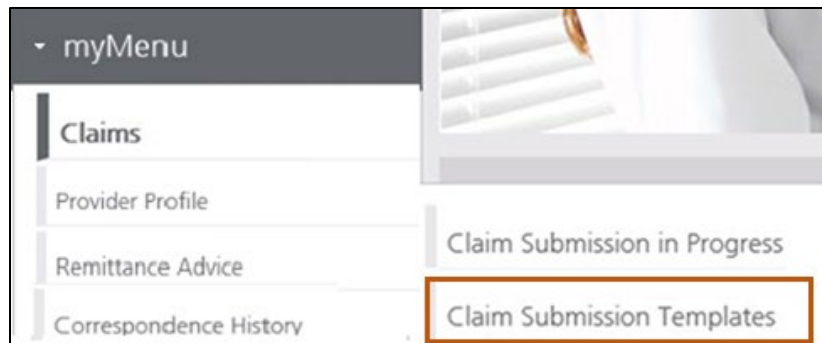 myMenu
Claims
Provider Profile
Remittance Advice
Correspondence History
Claim Submission in Progress
Claim Submission Templates